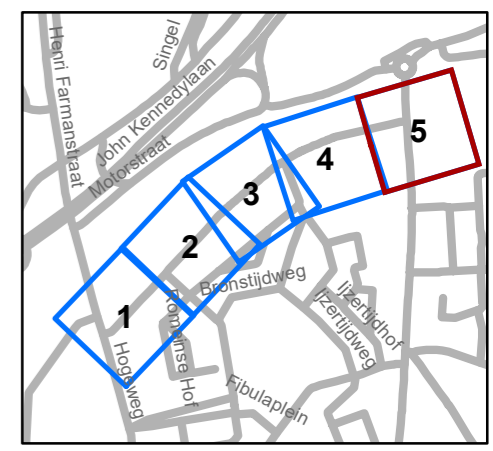 Singel
Henri Farmanstraat
John Kennedylaan
Motorstraat
5
4
3
2
1
Bronstijdweg
Romeinse Hof
Hogeweg
Ijzertijdhof
Ijzertijdweg
Fibulaplein